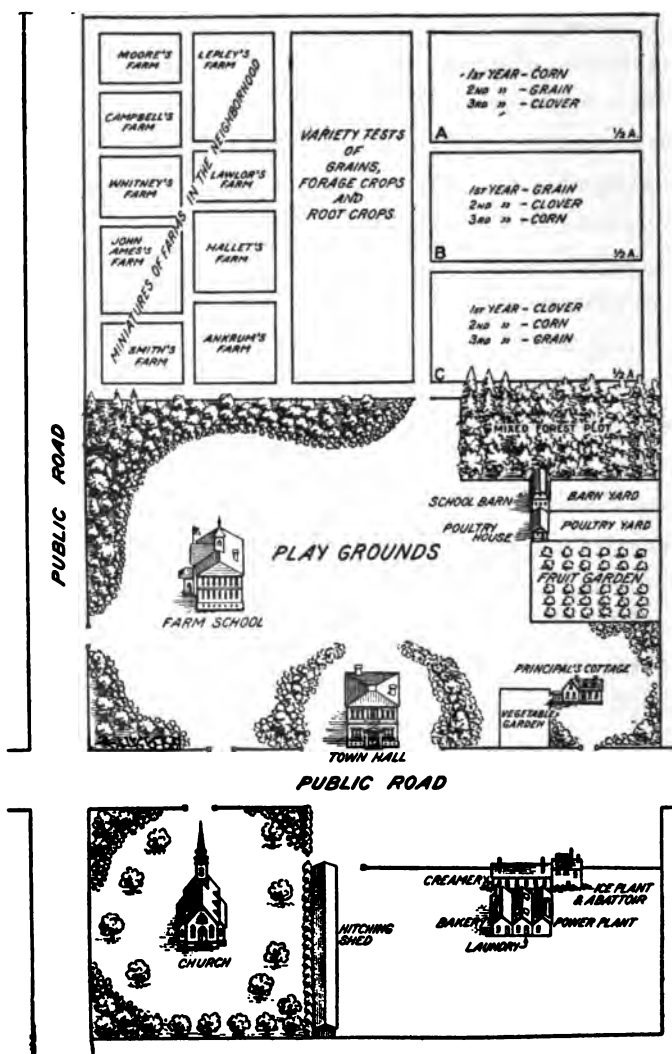 MOORE'S
FARM
LEPLEY'S
FARM
CAMPBELL'S
FARM
WHITNEY'S
FARM
LAWLOR'S
FARM
JOHN
AMES'S
FARM
HALLET'S
FARM
SMITH'S
FARM
ANKRUM'S
FARM
MINIATURES OF FARMS IN THE NEIGHBORHOOD
VARIETY TESTS
OF
GRAINS,
FORAGE CROPS
AND
ROOT CROPS
1ST YEAR - CORN
2ND " - GRAIN
3RD " - CLOVER
A ½ A.
1ST YEAR - GRAIN
2ND " - CLOVER
3RD " - CORN
B ½ A.
1ST YEAR - CLOVER
2ND " - CORN
3RD " - GRAIN
C ½ A.
MIXED FOREST PLOT
PUBLIC ROAD
SCHOOL BARN
BARN YARD
POULTRY
HOUSE
POULTRY YARD
PLAY GROUNDS
FRUIT GARDEN
FARM SCHOOL
PRINCIPAL'S COTTAGE
VEGETABLE
GARDEN
TOWN HALL
PUBLIC ROAD
CHURCH
HITCHING
SHED
CREAMERY
ICE PLANT
& ABATTOIR
BAKERY
POWER PLANT
LAUNDRY